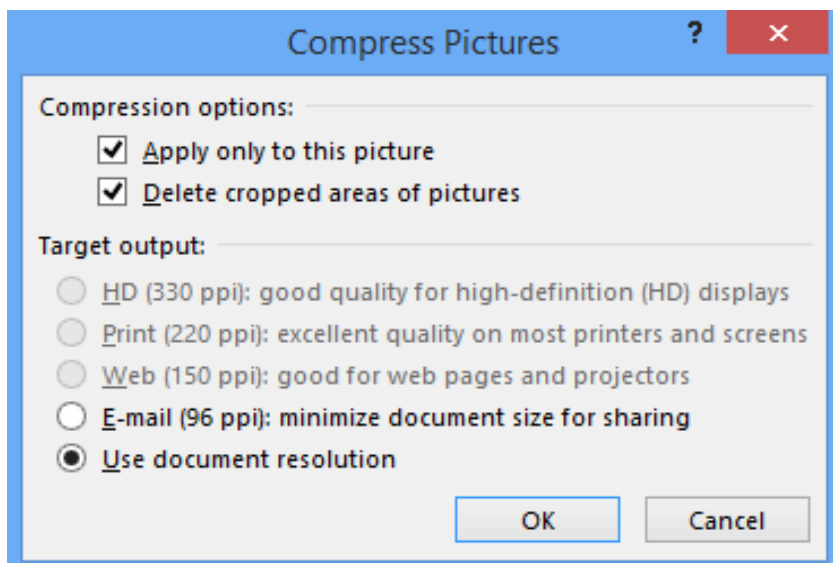 Compress Pictures ?
Compression options:
Apply only to this picture
Delete cropped areas of pictures
Target output:
HD (330 ppi): good quality for high-definition (HD) displays
Print (220 ppi): excellent quality on most printers and screens
Web (150 ppi): good for web pages and projectors
E-mail (96 ppi): minimize document size for sharing
Use document resolution
OK Cancel